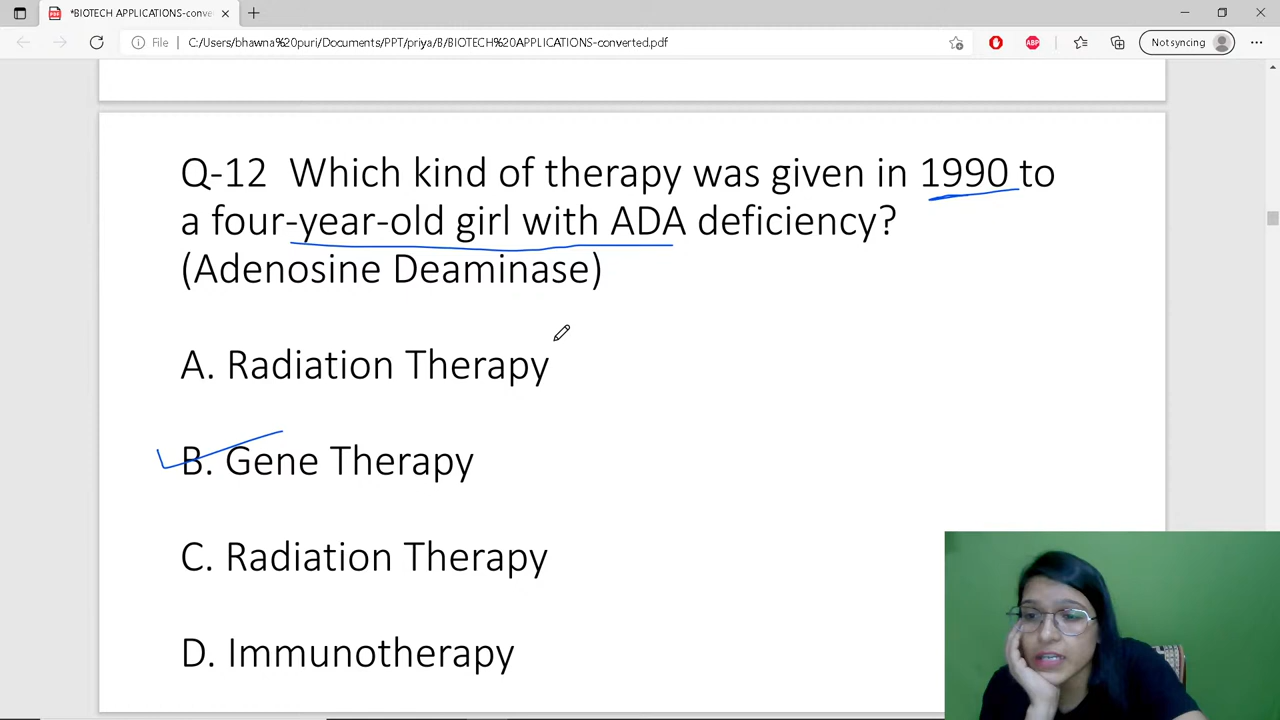 *BIOTECH APPLICATIONS-conver
File
C:/Users/bhawna%20puri/Documents/PPT/priya/B/BIOTECH%20APPLICATIONS-converted.pdf
ABP
Not syncing
Q-12 Which kind of therapy was given in 1990 to
a four-year-old girl with ADA deficiency?
(Adenosine Deaminase)
A. Radiation Therapy
B. Gene Therapy
C. Radiation Therapy
D. Immunotherapy